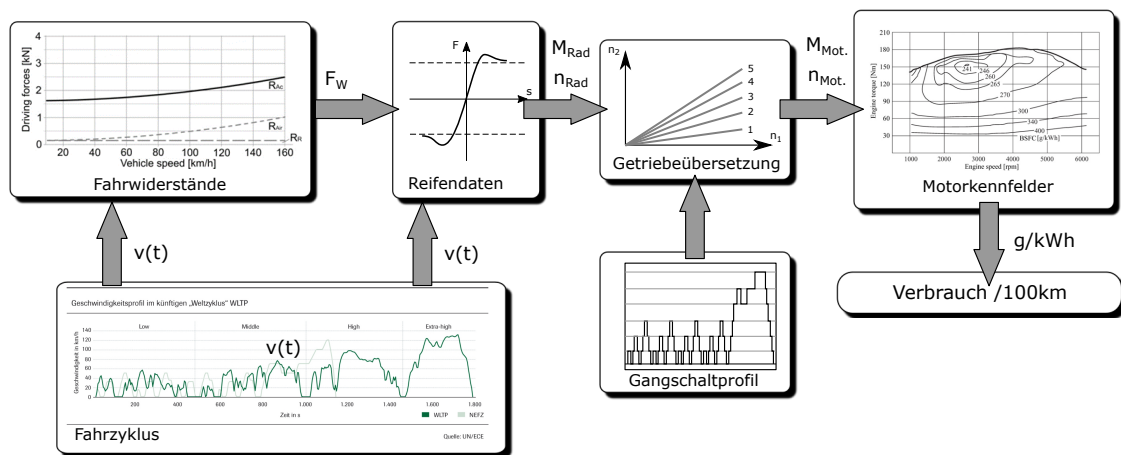 Driving forces [kN]
4
3
2
1
0
R_Ac
R_Air
R_R
20 40 60 80 100 120 140 160
Vehicle speed [km/h]
Fahrwiderstände
F_W
F
s
Reifendaten
M_Rad
n_Rad
n_2
5
4
3
2
1
n_1
Getriebeübersetzung
M_Mot.
n_Mot.
Engine torque [Nm]
210
180
150
120
90
60
30
241
246
260
265
270
300
340
400
BSFC [g/kWh]
1000 2000 3000 4000 5000 6000
Engine speed [rpm]
Motorkennfelder
v(t)
v(t)
g/kWh
Verbrauch /100km
Gangschaltprofil
Geschwindigkeitsprofil im künftigen „Weltzyklus" WLTP
Geschwindigkeit in km/s
140
120
100
80
60
40
20
0
Low Middle High Extra-high
v(t)
200 400 600 800 1.000 1.200 1.400 1.600 1.800
Zeit in s
WLTP NEFZ
Fahrzyklus
Quelle: UN/ECE